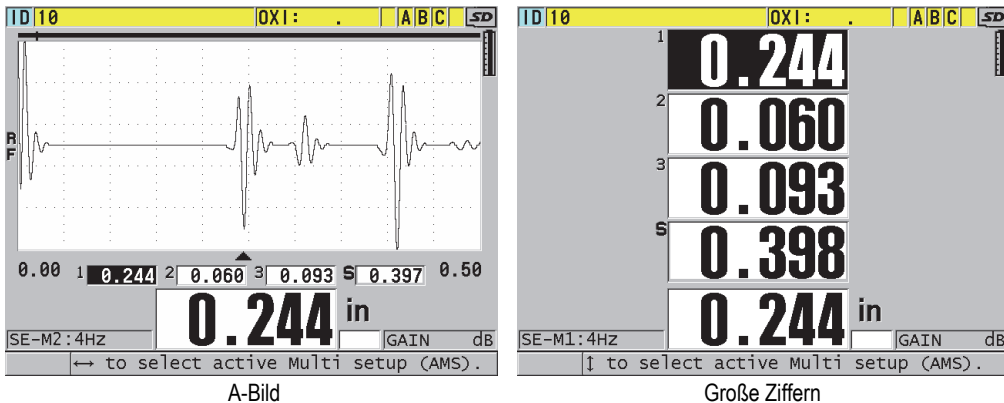 ID 10 OXI: . A B C SD
R
F
0.00 1 0.244 2 0.060 3 0.093 S 0.397 0.50
0.244 in
SE-M2:4Hz GAIN dB
↔ to select active Multi setup (AMS).
A-Bild
ID 10 OXI: . A B C SD
1 0.244
2 0.060
3 0.093
S 0.398
0.244 in
SE-M1:4Hz GAIN dB
↕ to select active Multi setup (AMS).
Große Ziffern